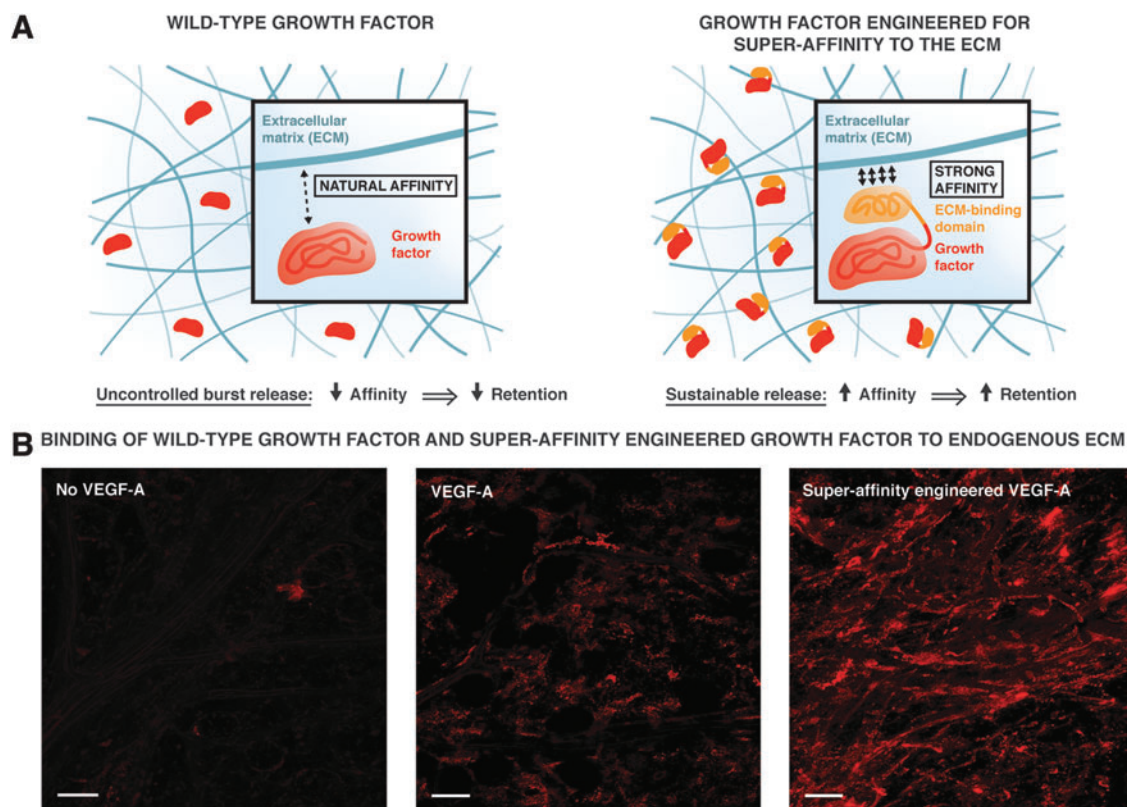 A
WILD-TYPE GROWTH FACTOR
Extracellular
matrix (ECM)
NATURAL AFFINITY
Growth
factor
Uncontrolled burst release: ↓ Affinity ⇒ ↓ Retention
GROWTH FACTOR ENGINEERED FOR
SUPER-AFFINITY TO THE ECM
Extracellular
matrix (ECM)
STRONG
AFFINITY
ECM-binding
domain
Growth
factor
Sustainable release: ↑ Affinity ⇒ ↑ Retention
B BINDING OF WILD-TYPE GROWTH FACTOR AND SUPER-AFFINITY ENGINEERED GROWTH FACTOR TO ENDOGENOUS ECM
No VEGF-A
VEGF-A
Super-affinity engineered VEGF-A